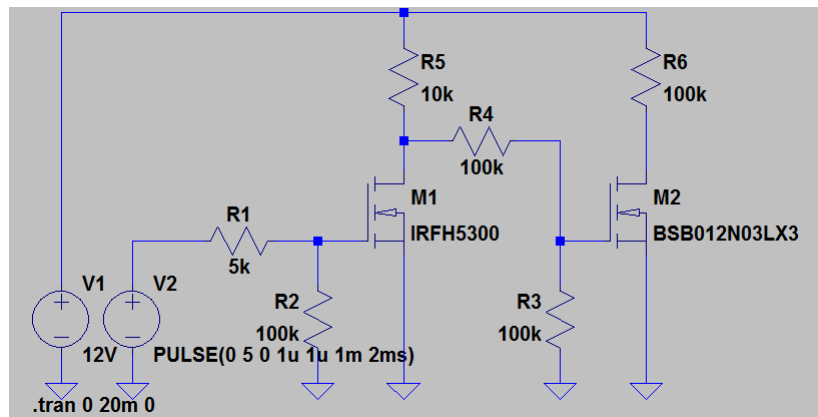 R5
10k
R6
100k
R4
100k
M1
IRFH5300
M2
BSB012N03LX3
R1
5k
V1
12V
V2
PULSE(0 5 0 1u 1u 1m 2ms)
R2
100k
R3
100k
.tran 0 20m 0